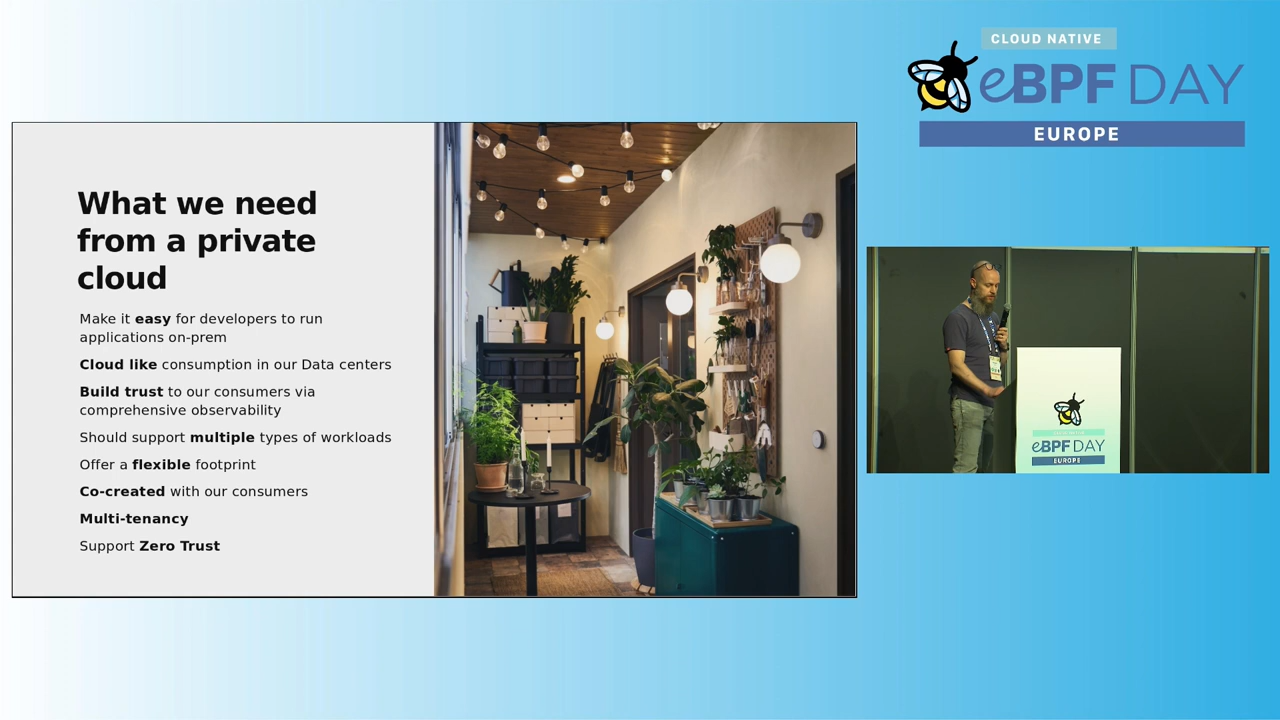 CLOUD NATIVE
eBPF DAY
EUROPE
What we need
from a private
cloud
Make it easy for developers to run
applications on-prem
Cloud like consumption in our Data centers
Build trust to our consumers via
comprehensive observability
Should support multiple types of workloads
Offer a flexible footprint
Co-created with our consumers
Multi-tenancy
Support Zero Trust
eBPF DAY
EUROPE